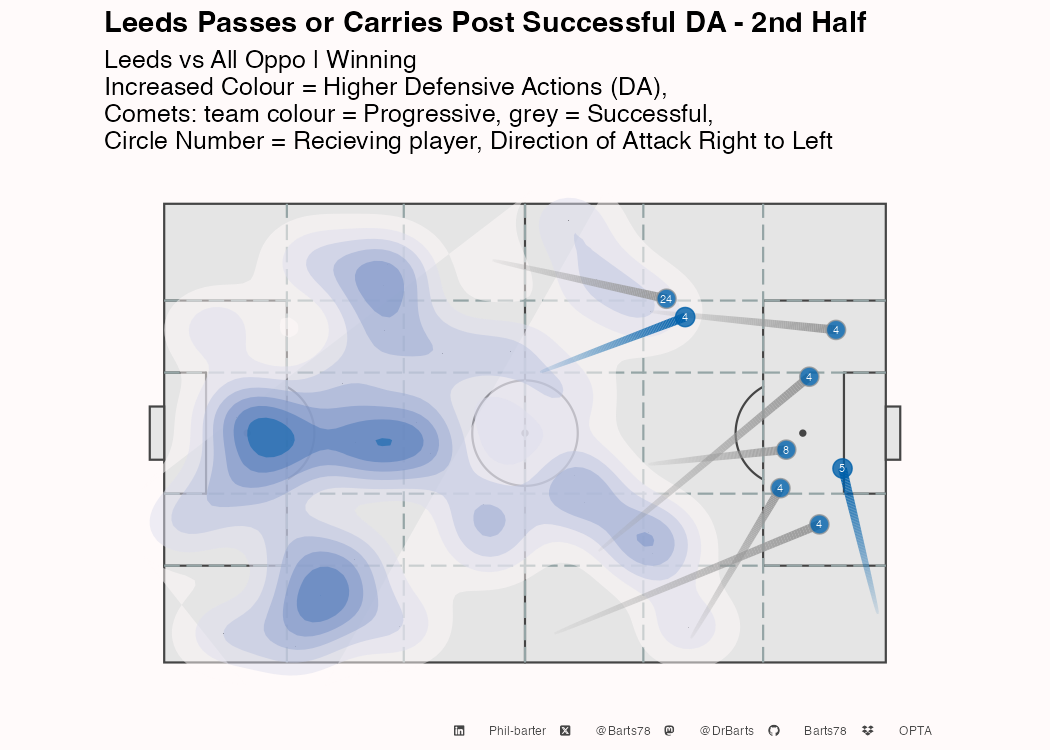 Leeds Passes or Carries Post Successful DA - 2nd Half
Leeds vs All Oppo | Winning
Increased Colour = Higher Defensive Actions (DA),
Comets: team colour = Progressive, grey = Successful,
Circle Number = Recieving player, Direction of Attack Right to Left
24
4
4
4
8
5
4
4
Phil-barter @Barts78 @DrBarts Barts78 OPTA